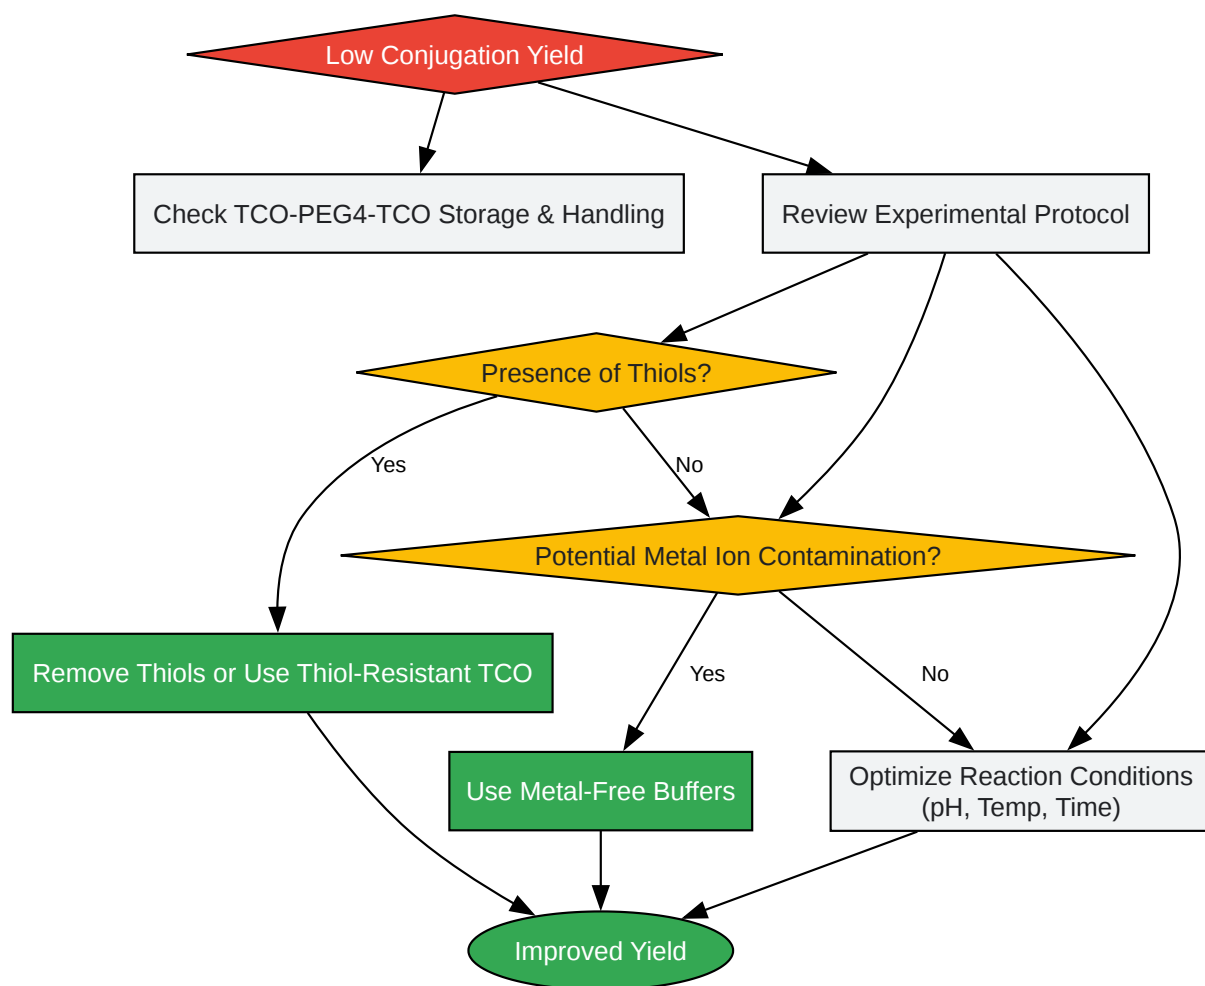 Low Conjugation Yield
Check TCO-PEG4-TCO Storage & Handling
Review Experimental Protocol
Presence of Thiols?
Yes
No
Potential Metal Ion Contamination?
Remove Thiols or Use Thiol-Resistant TCO
Yes
No
Use Metal-Free Buffers
Optimize Reaction Conditions
(pH, Temp, Time)
Improved Yield